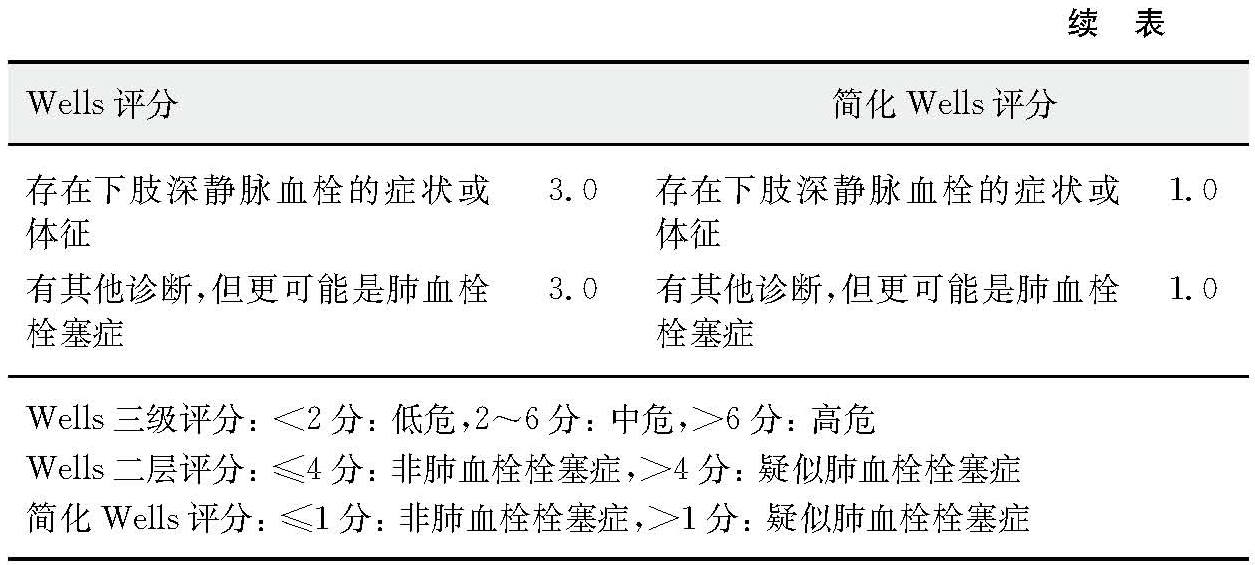 续 表
Wells 评分 简化 Wells 评分
存在下肢深静脉血栓的症状或 3.0 存在下肢深静脉血栓的症状或 1.0
体征 体征
有其他诊断,但更可能是肺血栓 3.0 有其他诊断,但更可能是肺血栓 1.0
栓塞症 栓塞症
Wells 三级评分:<2 分:低危,2~6 分:中危,>6 分:高危
Wells 二层评分:≤4 分:非肺血栓栓塞症,>4 分:疑似肺血栓栓塞症
简化 Wells 评分:≤1 分:非肺血栓栓塞症,>1 分:疑似肺血栓栓塞症